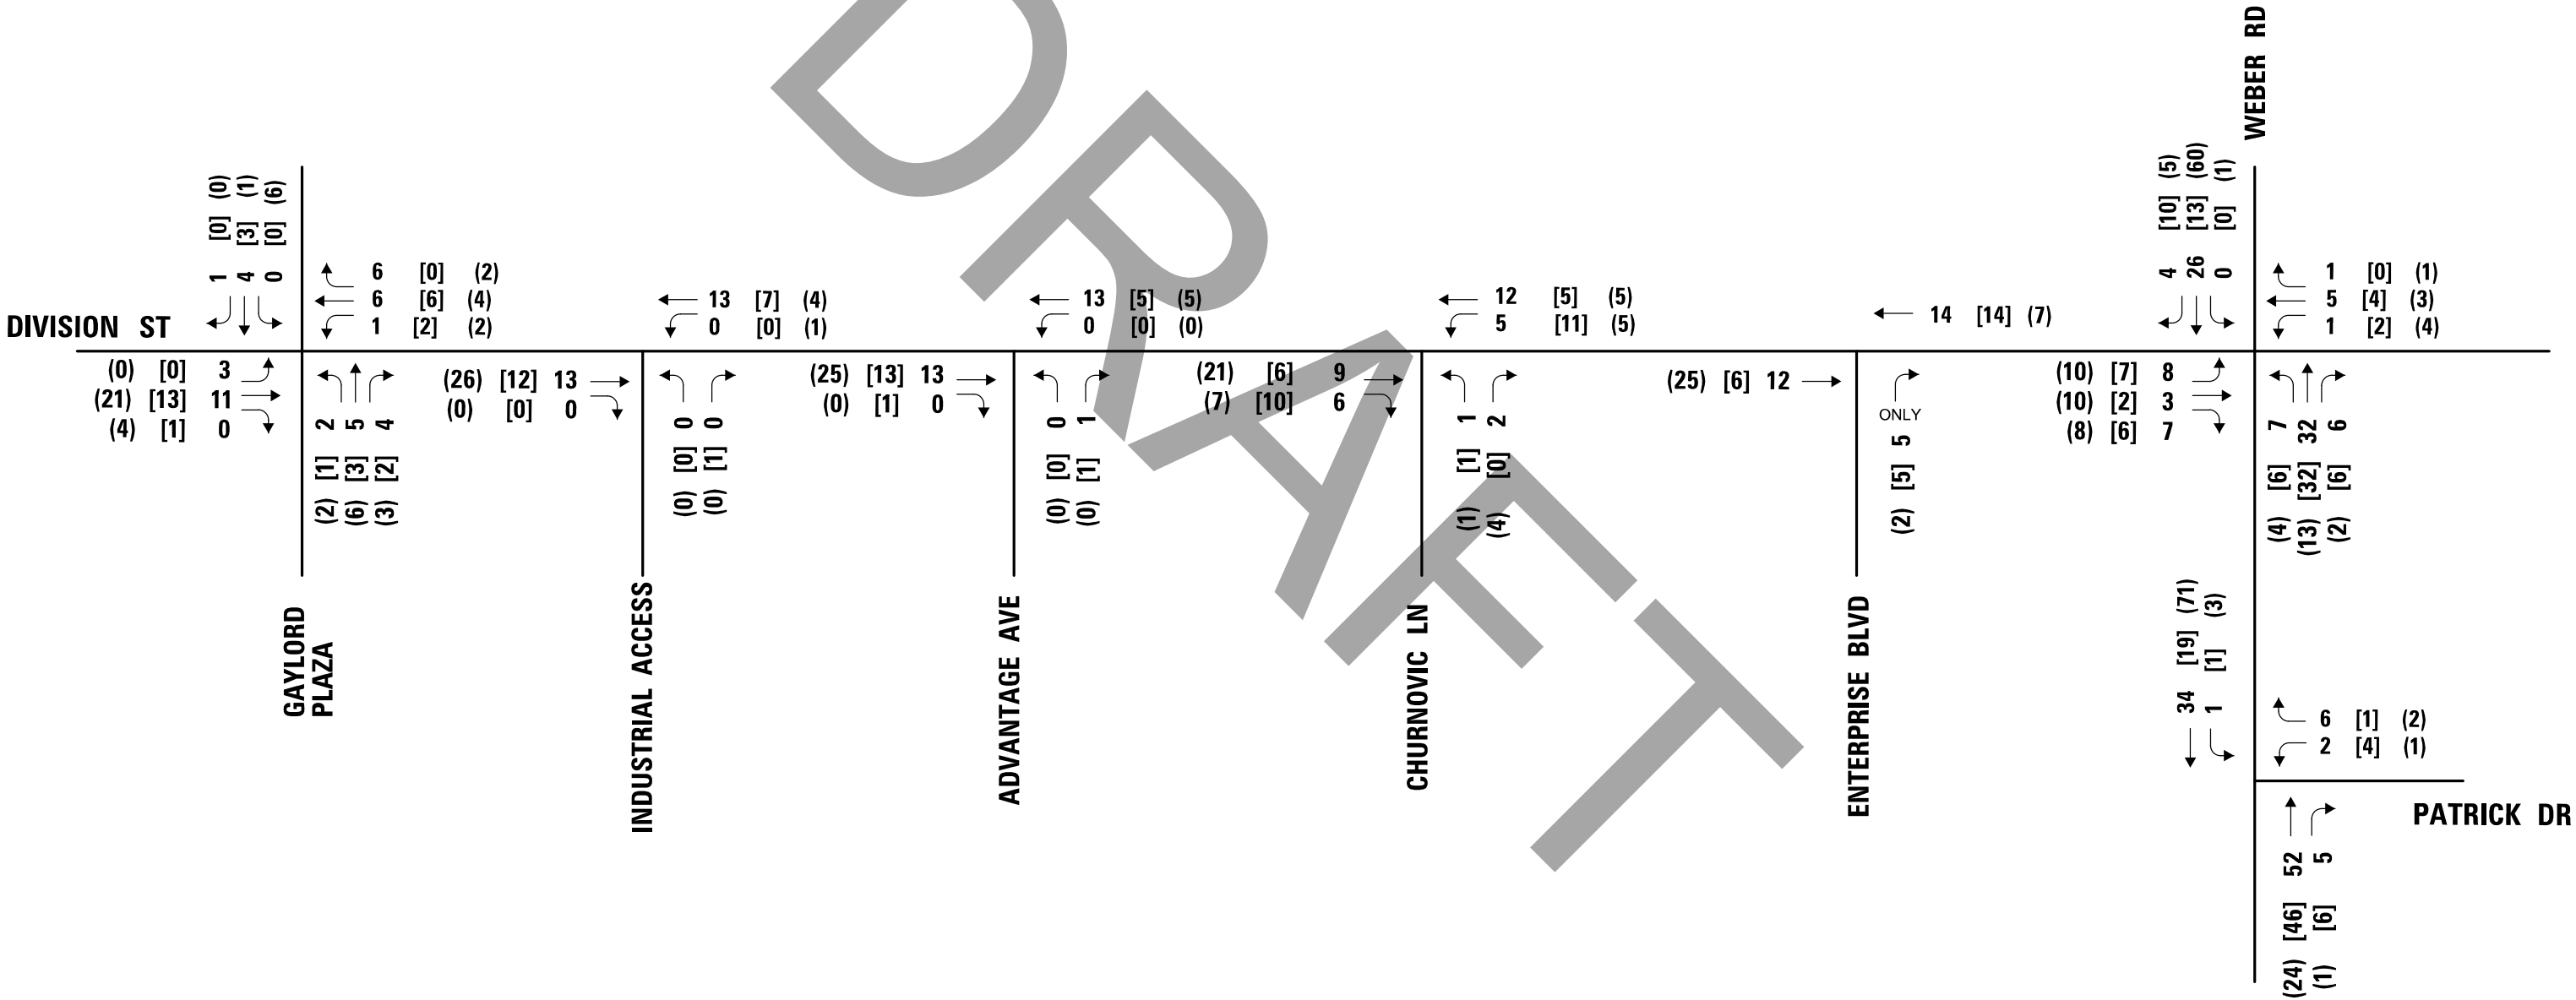 DRAFT
WEBER RD
DIVISION ST
1 [0] (0)
4 [3] (1)
0 [0] (6)
6 [0] (2)
6 [6] (4)
1 [2] (2)
(0) [0] 3
(21) [13] 11
(4) [1] 0
(2) [1] 2
(6) [3] 5
(3) [2] 4
GAYLORD
PLAZA
13 [7] (4)
0 [0] (1)
(26) [12] 13
(0) [0] 0
(0) [0] 0
(0) [1] 0
INDUSTRIAL ACCESS
13 [5] (5)
0 [0] (0)
(25) [13] 13
(0) [1] 0
(0) [0] 0
(0) [1] 1
ADVANTAGE AVE
12 [5] (5)
5 [11] (5)
(21) [6] 9
(7) [10] 6
(1) [1] 1
(4) [0] 2
CHURNOVIC LN
14 [14] (7)
(25) [6] 12
ONLY
(2) [5] 5
ENTERPRISE BLVD
4 [10] (5)
26 [13] (60)
0 [0] (1)
1 [0] (1)
5 [4] (3)
1 [2] (4)
(10) [7] 8
(10) [2] 3
(8) [6] 7
(4) [6] 7
(13) [32] 32
(2) [6] 6
34 [19] (71)
1 [1] (3)
6 [1] (2)
2 [4] (1)
PATRICK DR
(24) [46] 52
(1) [6] 5